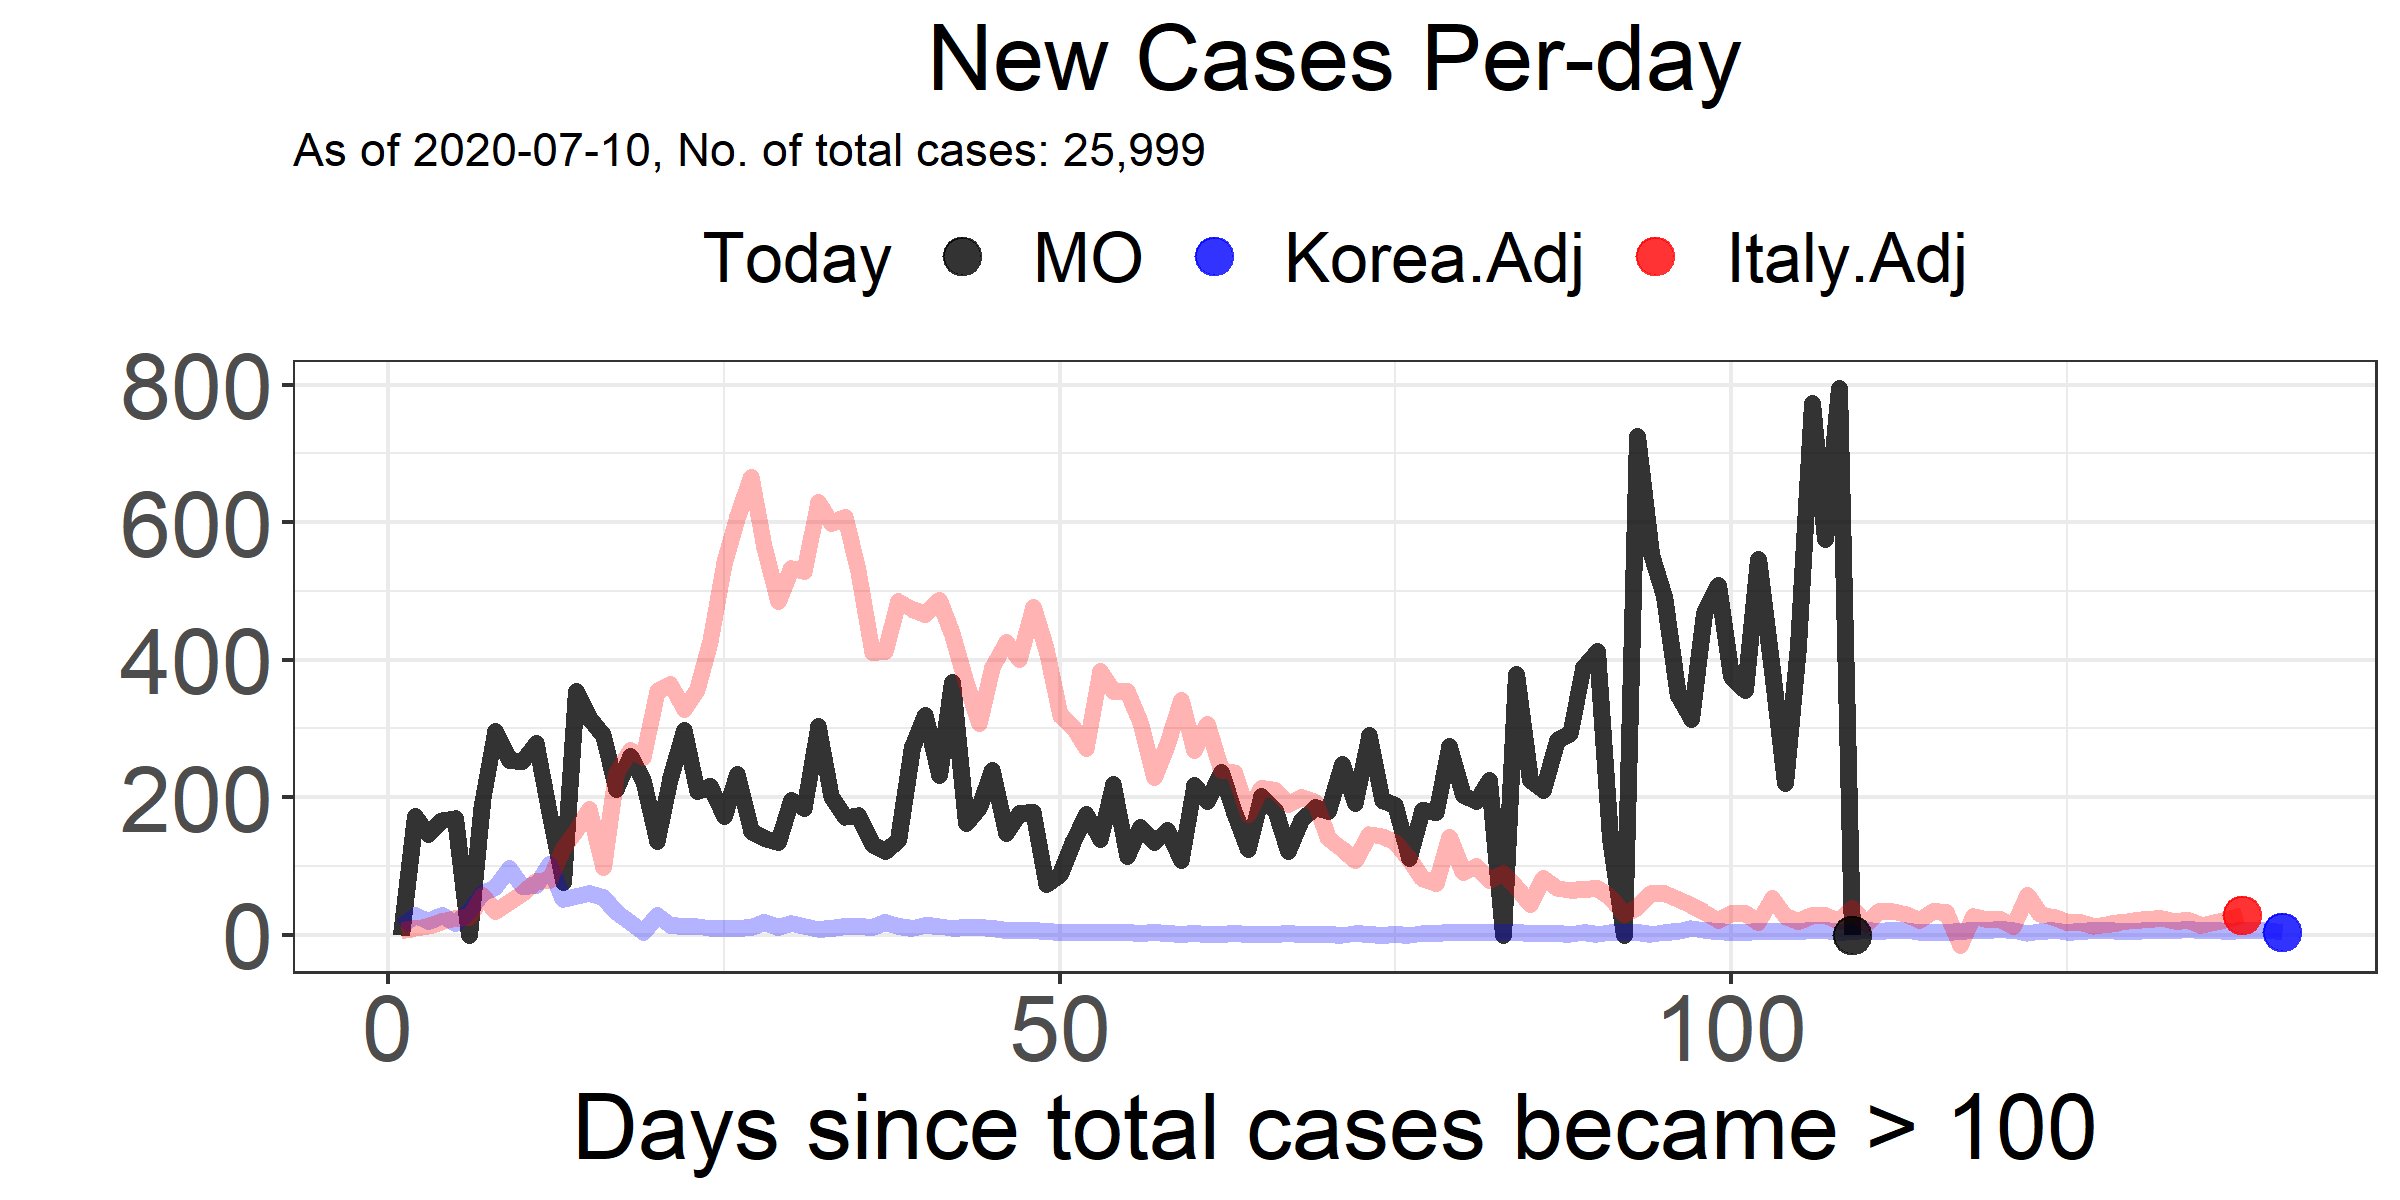 New Cases Per-day
As of 2020-07-10, No. of total cases: 25,999
Today MO Korea.Adj Italy.Adj
800
600
400
200
0
0 50 100
Days since total cases became > 100